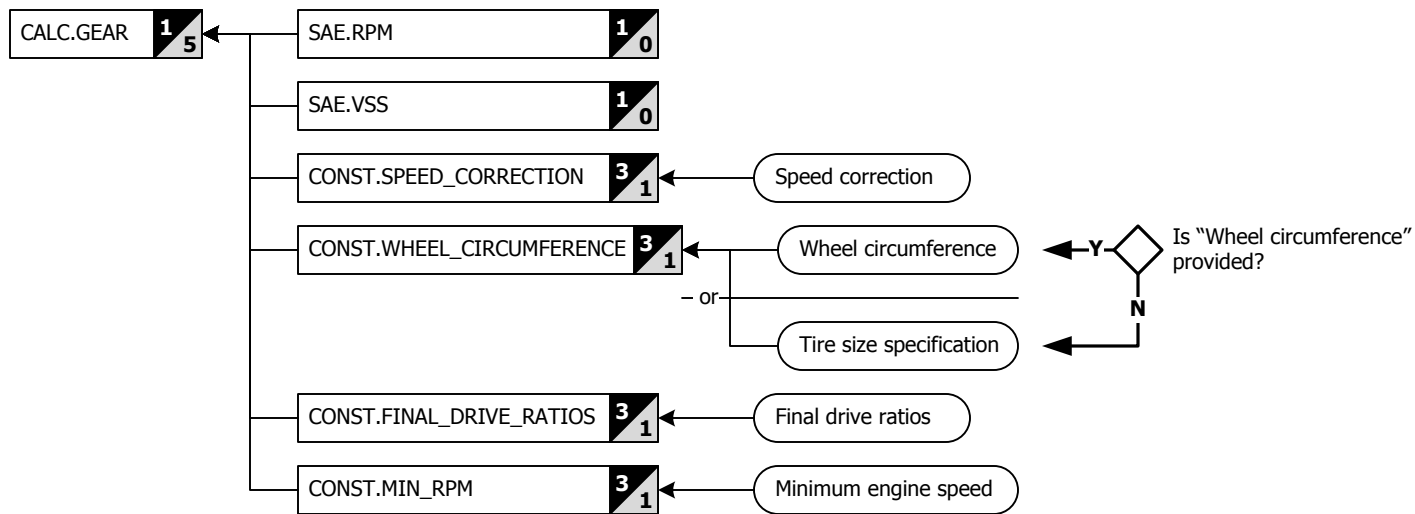 CALC.GEAR 1 5
SAE.RPM 1 0
SAE.VSS 1 0
CONST.SPEED_CORRECTION 3 1
Speed correction
CONST.WHEEL_CIRCUMFERENCE 3 1
Wheel circumference
Y
Is “Wheel circumference”
provided?
or
N
Tire size specification
CONST.FINAL_DRIVE_RATIOS 3 1
Final drive ratios
CONST.MIN_RPM 3 1
Minimum engine speed